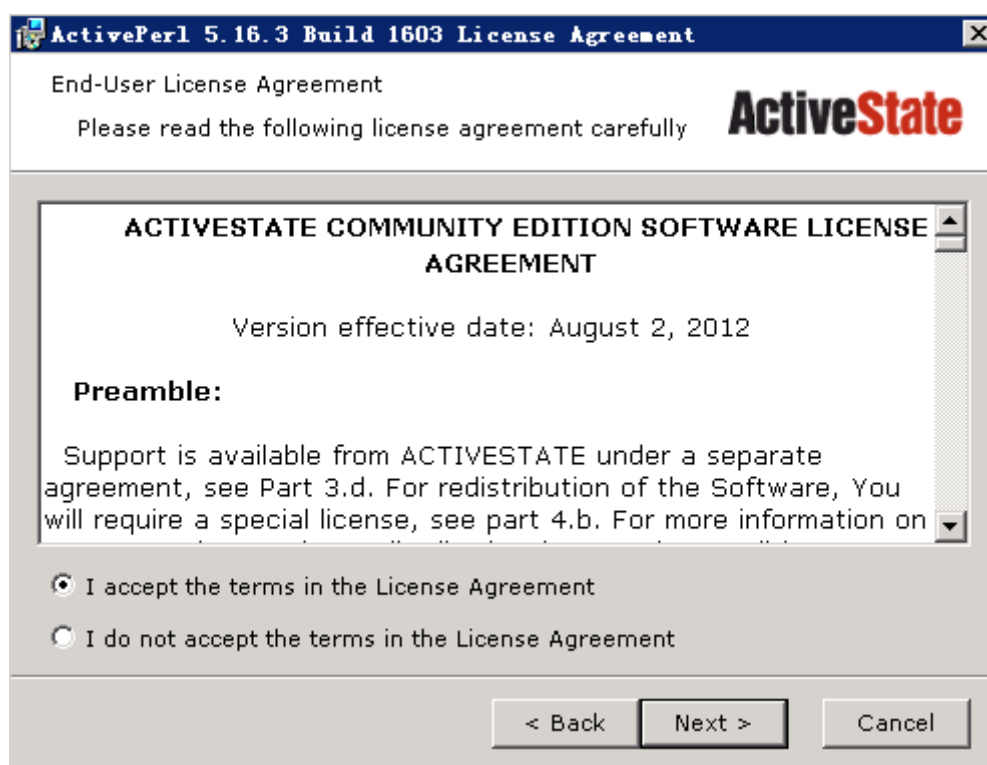 ActivePerl 5.16.3 Build 1603 License Agreement
End-User License Agreement
Please read the following license agreement carefully
ActiveState
ACTIVESTATE COMMUNITY EDITION SOFTWARE LICENSE
AGREEMENT
Version effective date: August 2, 2012
Preamble:
Support is available from ACTIVESTATE under a separate
agreement, see Part 3.d. For redistribution of the Software, You
will require a special license, see part 4.b. For more information on
I accept the terms in the License Agreement
I do not accept the terms in the License Agreement
< Back
Next >
Cancel